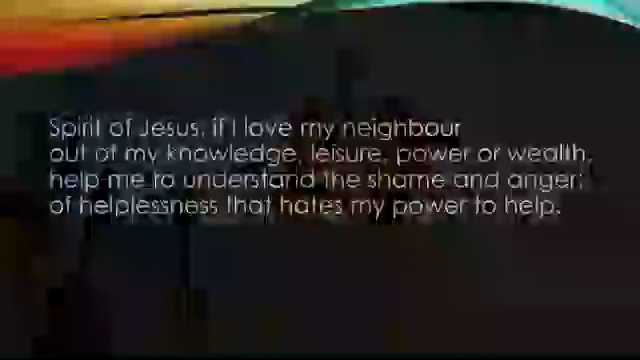 Spirit of Jesus, if I love my neighbour
out of my knowledge, leisure, power or wealth,
help me to understand the shame and anger
of helplessness that hates my power to help.